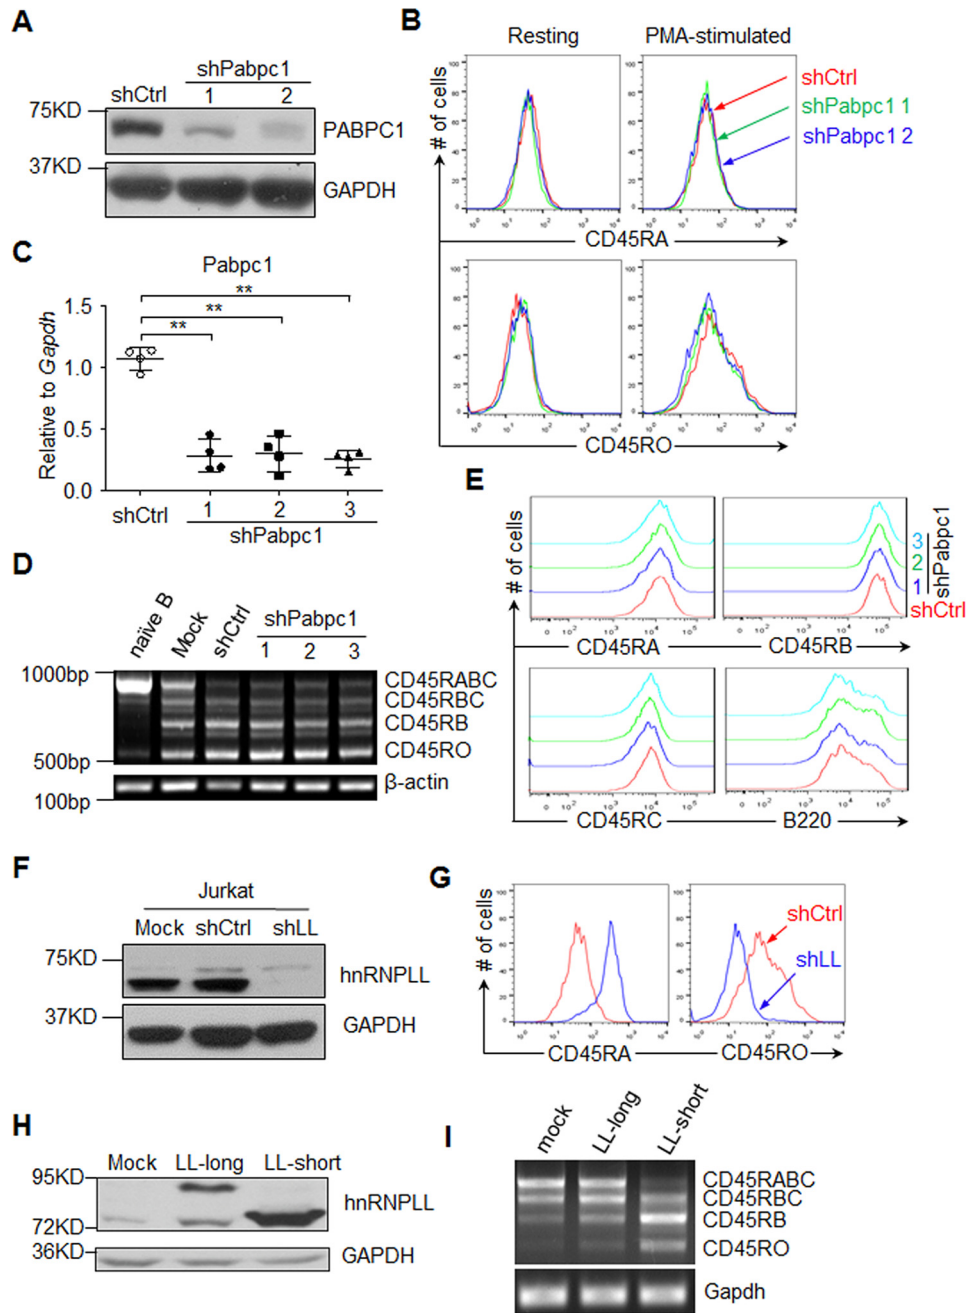 A
shPabpc1
shCtrl 1 2
75KD
PABPC1
37KD
GAPDH
B
Resting PMA-stimulated
# of cells
shCtrl
shPabpc1 1
shPabpc1 2
CD45RA
CD45RO
C
Pabpc1
**
**
**
Relative to Gapdh
1.5
1.0
0.5
0.0
shCtrl 1 2 3
shPabpc1
D
naïve B Mock shCtrl shPabpc1
1 2 3
1000bp
CD45RABC
CD45RBC
CD45RB
CD45RO
500bp
β-actin
100bp
E
# of cells
3
2
1
shPabpc1
shCtrl
CD45RA CD45RB
CD45RC B220
F
Jurkat
Mock shCtrl shLL
75KD
hnRNPLL
37KD
GAPDH
G
# of cells
shCtrl
shLL
CD45RA CD45RO
H
Mock LL-long LL-short
95KD
hnRNPLL
72KD
36KD
GAPDH
I
mock LL-long LL-short
CD45RABC
CD45RBC
CD45RB
CD45RO
Gapdh